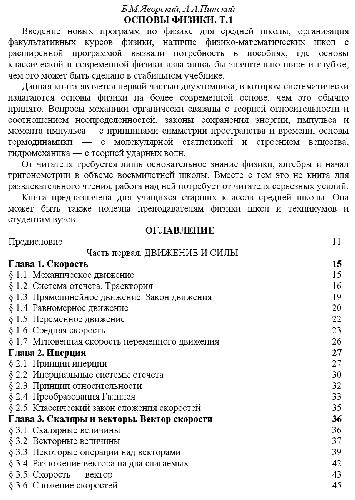 Б.М.Яворский, А.А.Пинский
ОСНОВЫ ФИЗИКИ. Т.1
Введение новых программ по физике для средней школы, организация
факультативных курсов физики, наличие физико-математических школ с
расширенной программой вызвали потребность в пособиях, где основы
классической и современной физики излагались бы значительно шире и глубже,
чем это может быть сделано в стабильном учебнике.
Данная книга является первой частью двухтомника, в котором систематически
излагаются основы физики на более современной основе, чем это обычно
принято. Вопросы механики органически связаны с теорией относительности и
соотношением неопределенностей, законы сохранения энергии, импульса и
момента импульса — с принципами симметрии пространства и времени, основы
термодинамики — с молекулярной статистикой и строением вещества,
гидромеханика — с теорией ударных волн.
От читателя требуется лишь основательное знание физики, алгебры и начал
тригонометрии в объеме восьмилетней школы. Вместе с тем это не книга для
развлекательного чтения, работа над ней потребует от читателя серьезных усилий.
Книга предназначена для учащихся старших классов средней школы. Она
может быть также полезна преподавателям физики школ и техникумов и
студентам вузов.
ОГЛАВЛЕНИЕ
Предисловие 11
Часть первая. ДВИЖЕНИЕ И СИЛЫ
Глава 1. Скорость 15
§ 1.1. Механическое движение 15
§ 1.2. Система отсчета. Траектория 16
§ 1.3. Прямолинейное движение. Закон движения 19
§ 1.4. Равномерное движение 20
§ 1.5. Переменное движение 22
§ 1.6. Средняя скорость 23
§ 1.7. Мгновенная скорость переменного движения 26
Глава 2. Инерция 27
§ 2.1. Принцип инерции 27
§ 2.2. Инерциальные системы отсчета 30
§ 2.3. Принцип относительности 32
§ 2.4. Преобразования Галилея 33
§ 2.5. Классический закон сложения скоростей 35
Глава 3. Скаляры и векторы. Вектор скорости 36
§ 3.1. Скалярные величины 36
§ 3.2. Векторные величины 37
§ 3.3. Некоторые операции над векторами 39
§ 3.4. Разложение вектора на два слагаемых 42
§ 3.5. Скорость — вектор 43
§ 3.6. Сложение скоростей 45